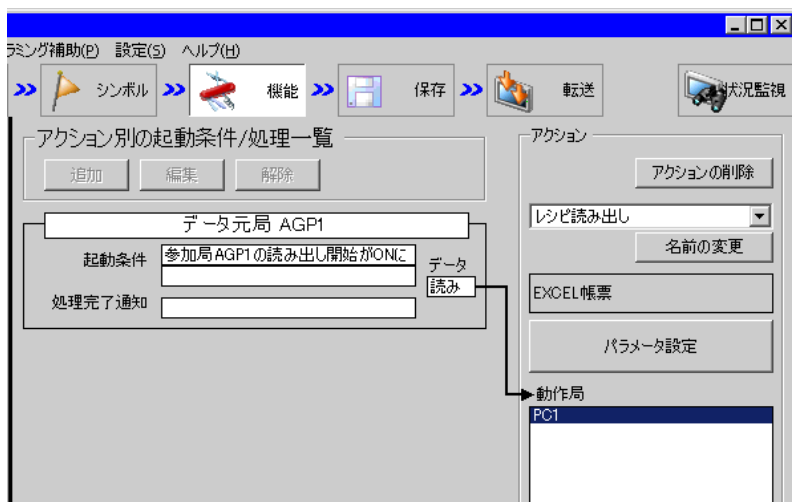 ラミング補助(P) 設定(S) ヘルプ(H)
シンボル 機能 保存 転送 状況監視
アクション別の起動条件/処理一覧
追加 編集 解除
データ元局 AGP1
起動条件 参加局AGP1の読み出し開始がONに
データ
読み
処理完了通知
アクション
アクションの削除
レシピ読み出し
名前の変更
EXCEL帳票
パラメータ設定
動作局
PC1